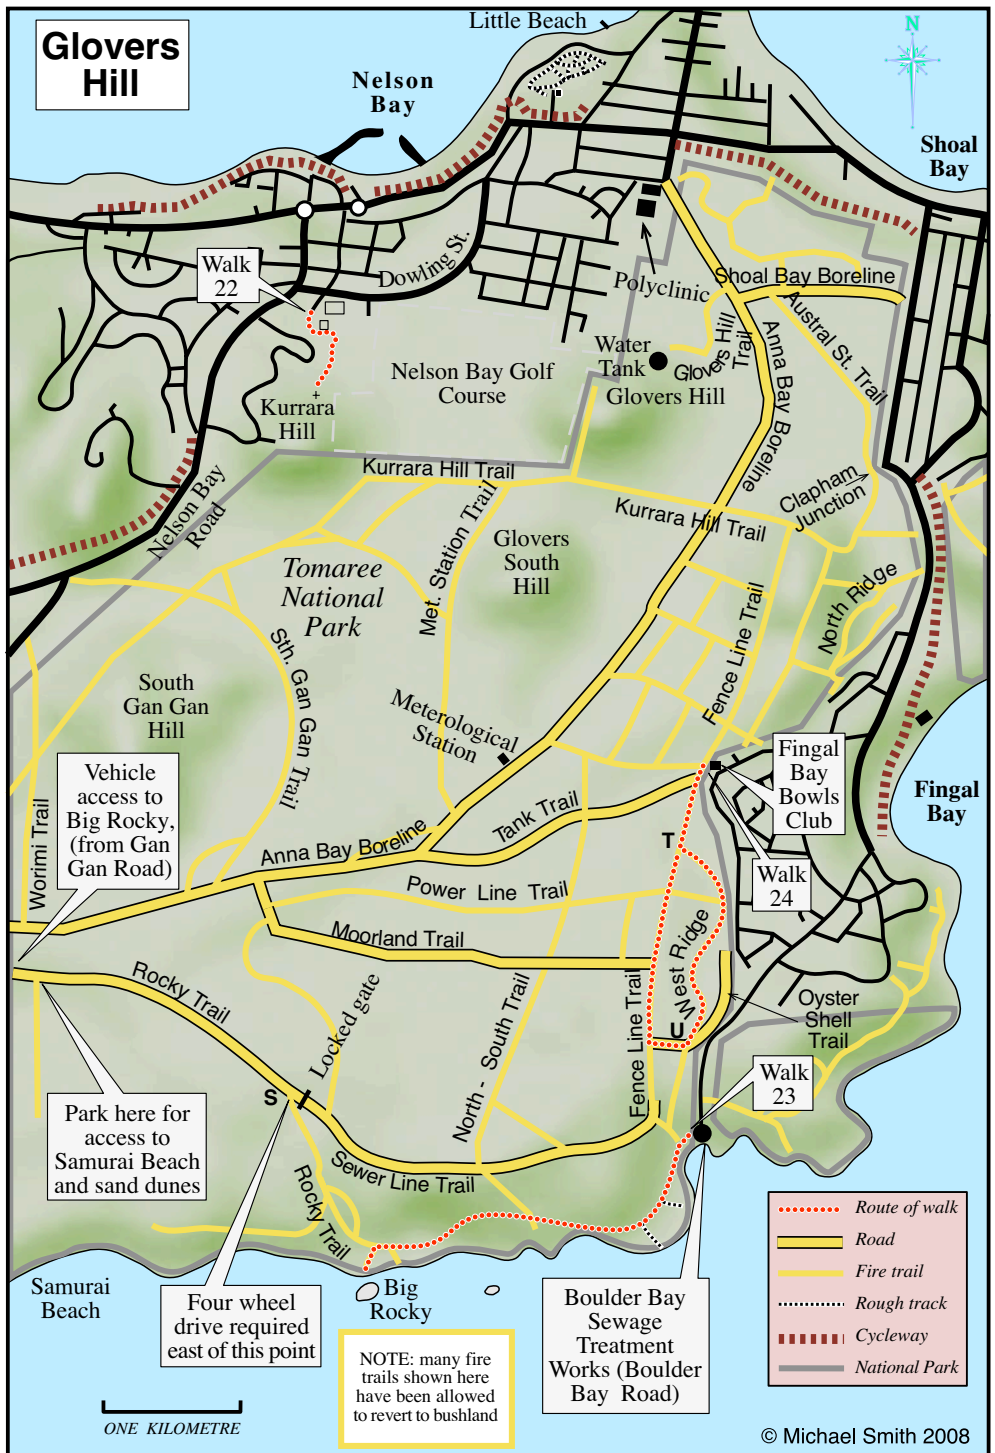 Glovers
Hill
Little Beach
N
Nelson
Bay
Shoal
Bay
Walk
22
Dowling St.
Polyclinic
Shoal Bay Boreline
Austral St. Trail
Water
Tank
Glovers Hill
Trail
Anna Bay Boreline
Glovers Hill
Nelson Bay Golf
Course
Kurrara
Hill
Kurrara Hill Trail
Clapham
Junction
Nelson Bay
Road
Met. Station Trail
Kurrara Hill Trail
Glovers
South
Hill
Tomaree
National
Park
North Ridge
Fence Line Trail
Sth. Gan Gan Trail
South
Gan Gan
Hill
Meterological
Station
Fingal
Bay
Bowls
Club
Fingal
Bay
Vehicle
access to
Big Rocky,
(from Gan
Gan Road)
Worimi Trail
Tank Trail
Anna Bay Boreline
T
Walk
24
Power Line Trail
West Ridge
Moorland Trail
Rocky Trail
Locked gate
North - South Trail
Fence Line Trail
U
Oyster
Shell
Trail
Walk
23
S
Park here for
access to
Samurai Beach
and sand dunes
Sewer Line Trail
Rocky Trail
Samurai
Beach
Big
Rocky
Four wheel
drive required
east of this point
Boulder Bay
Sewage
Treatment
Works (Boulder
Bay Road)
NOTE: many fire
trails shown here
have been allowed
to revert to bushland
Route of walk
Road
Fire trail
Rough track
Cycleway
National Park
ONE KILOMETRE
© Michael Smith 2008